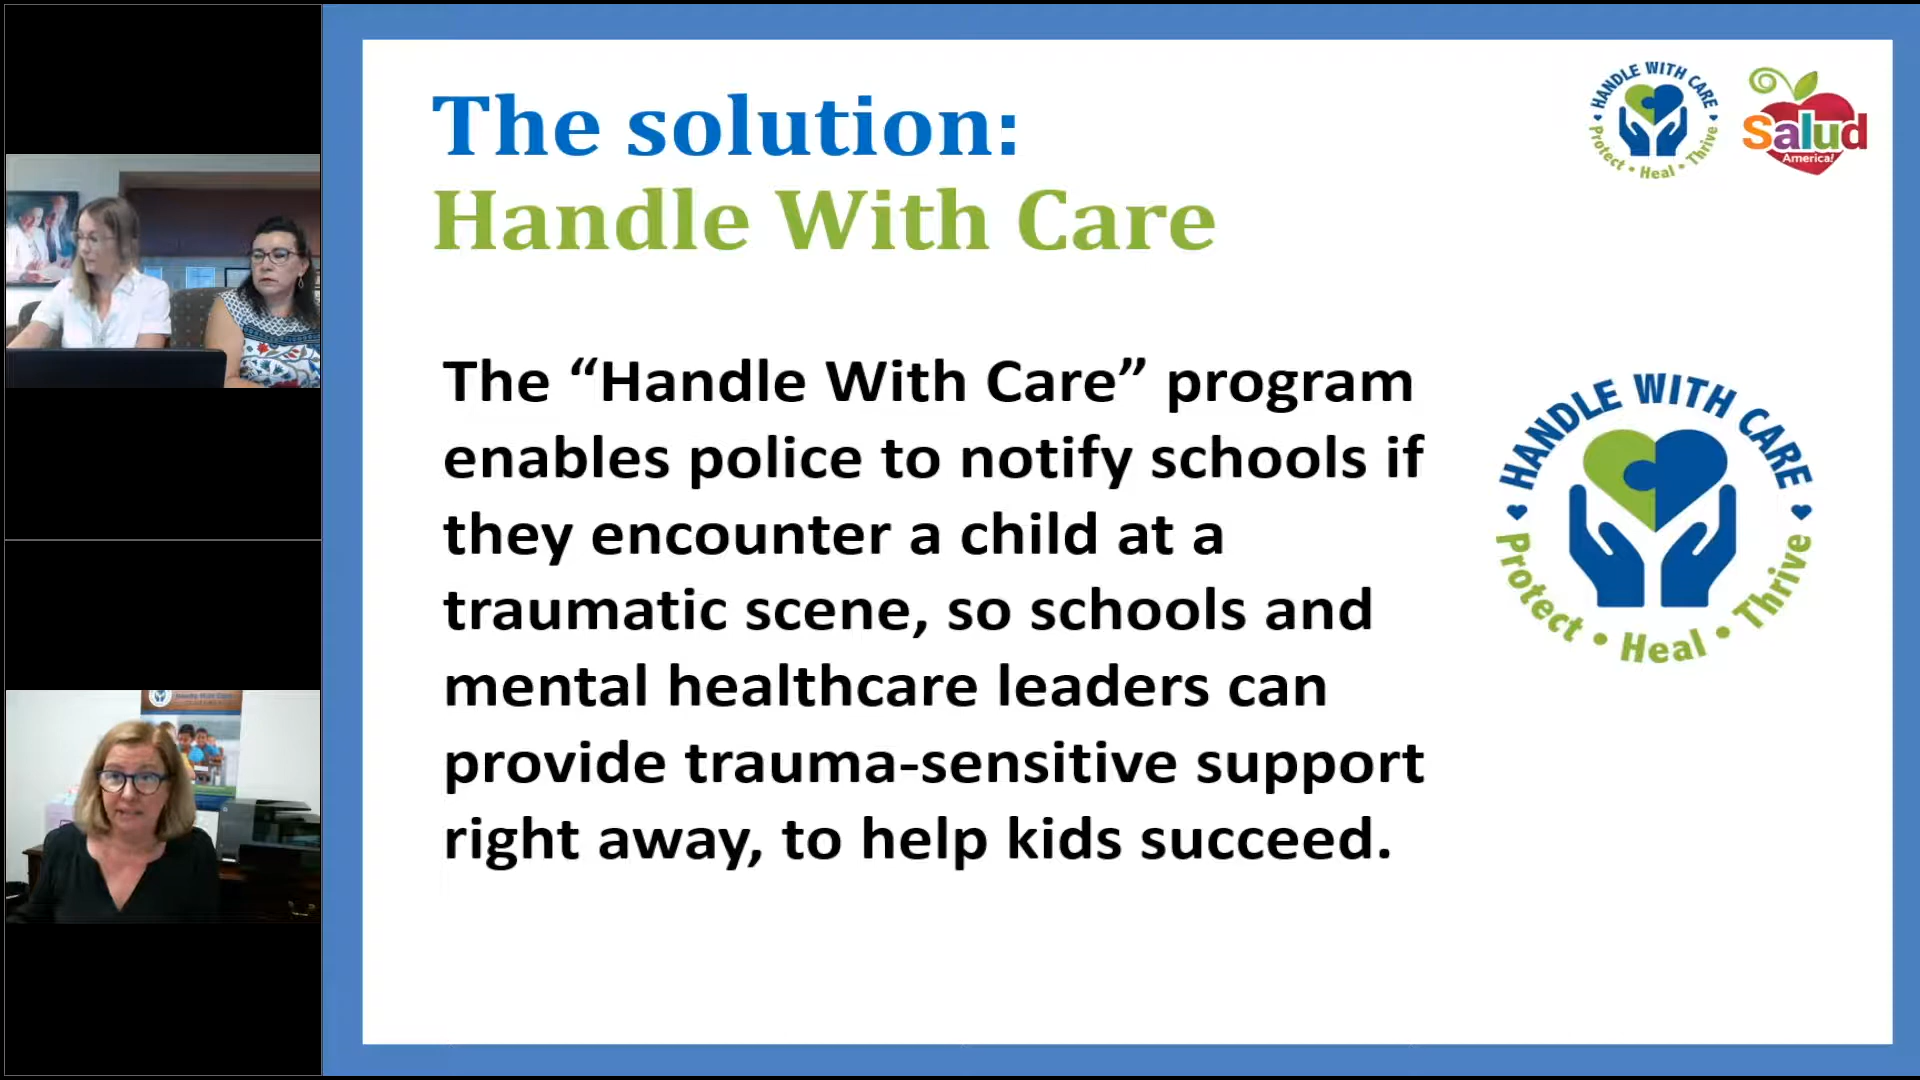 The solution:
Handle With Care
HANDLE WITH CARE
Protect • Heal • Thrive
Salud
America!
The “Handle With Care” program
enables police to notify schools if
they encounter a child at a
traumatic scene, so schools and
mental healthcare leaders can
provide trauma-sensitive support
right away, to help kids succeed.
HANDLE WITH CARE
Protect • Heal • Thrive